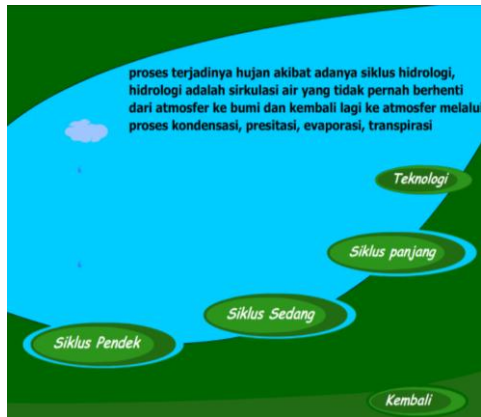 proses terjadinya hujan akibat adanya siklus hidrologi,
hidrologi adalah sirkulasi air yang tidak pernah berhenti
dari atmosfer ke bumi dan kembali lagi ke atmosfer melalu
proses kondensasi, presitasi, evaporasi, transpirasi
Teknologi
Siklus panjang
Siklus Sedang
Siklus Pendek
Kembali